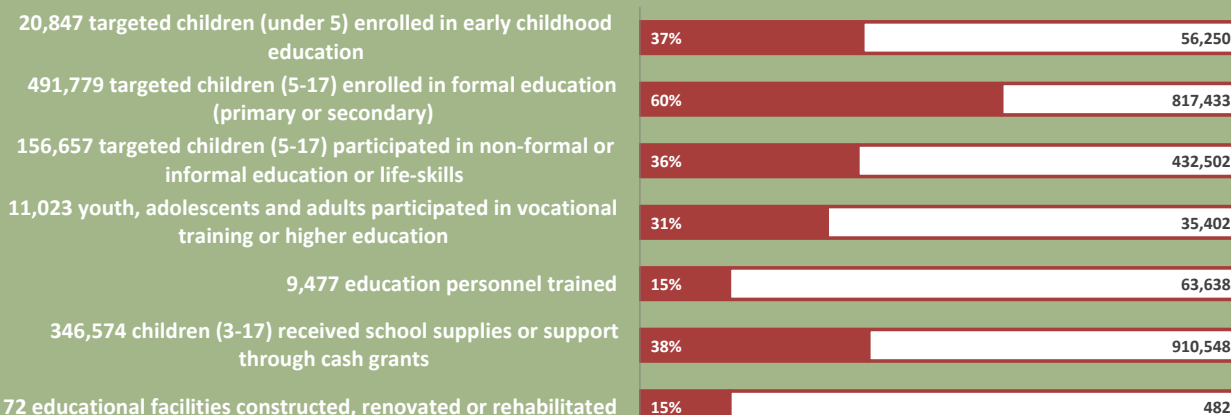 20,847 targeted children (under 5) enrolled in early childhood
education
37% 56,250
491,779 targeted children (5-17) enrolled in formal education
(primary or secondary)
60% 817,433
156,657 targeted children (5-17) participated in non-formal or
informal education or life-skills
36% 432,502
11,023 youth, adolescents and adults participated in vocational
training or higher education
31% 35,402
9,477 education personnel trained
15% 63,638
346,574 children (3-17) received school supplies or support
through cash grants
38% 910,548
72 educational facilities constructed, renovated or rehabilitated
15% 482